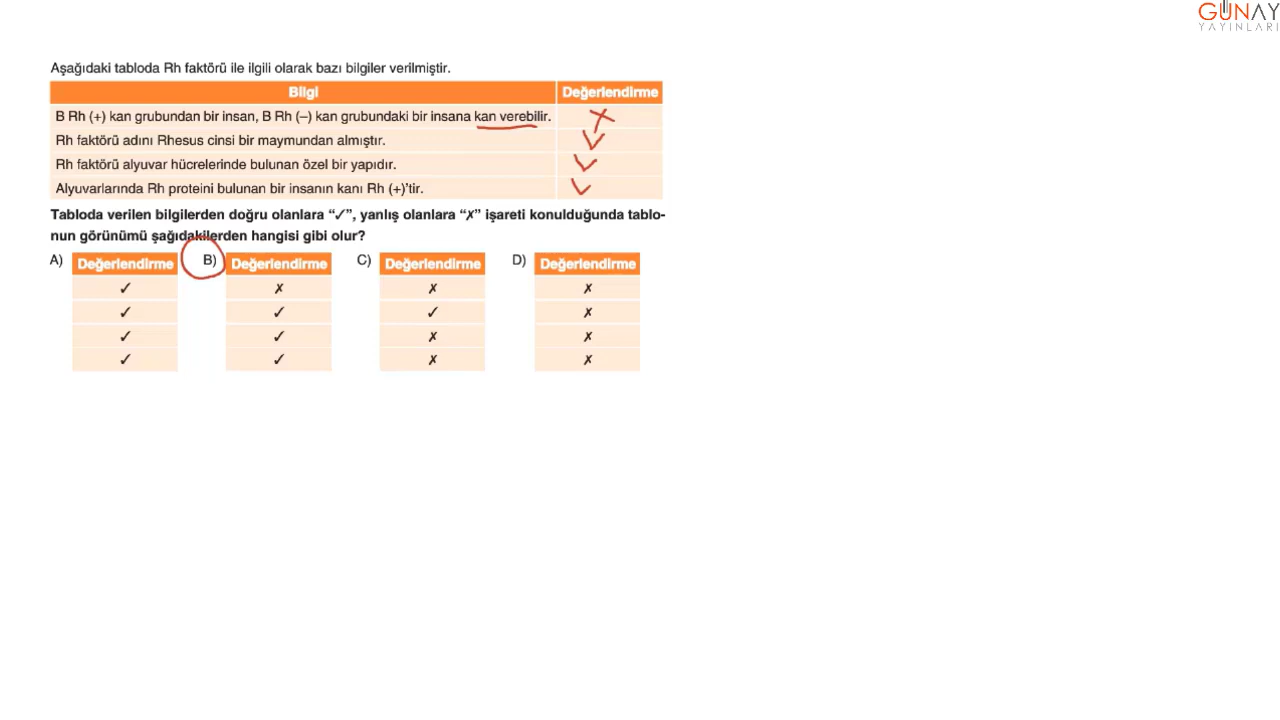 GÜNAY
YAYINLARI
Aşağıdaki tabloda Rh faktörü ile ilgili olarak bazı bilgiler verilmiştir.
Bilgi Değerlendirme
B Rh (+) kan grubundan bir insan, B Rh (–) kan grubundaki bir insana kan verebilir. ✗
Rh faktörü adını Rhesus cinsi bir maymundan almıştır. ✓
Rh faktörü alyuvar hücrelerinde bulunan özel bir yapıdır. ✓
Alyuvarlarında Rh proteini bulunan bir insanın kanı Rh (+)’tir. ✓
Tabloda verilen bilgilerden doğru olanlara “✓”, yanlış olanlara “✗” işareti konulduğunda tablo-
nun görünümü şağıdakilerden hangisi gibi olur?
A) Değerlendirme B) Değerlendirme C) Değerlendirme D) Değerlendirme
✓ ✗ ✗ ✗
✓ ✓ ✓ ✗
✓ ✓ ✗ ✗
✓ ✓ ✗ ✗